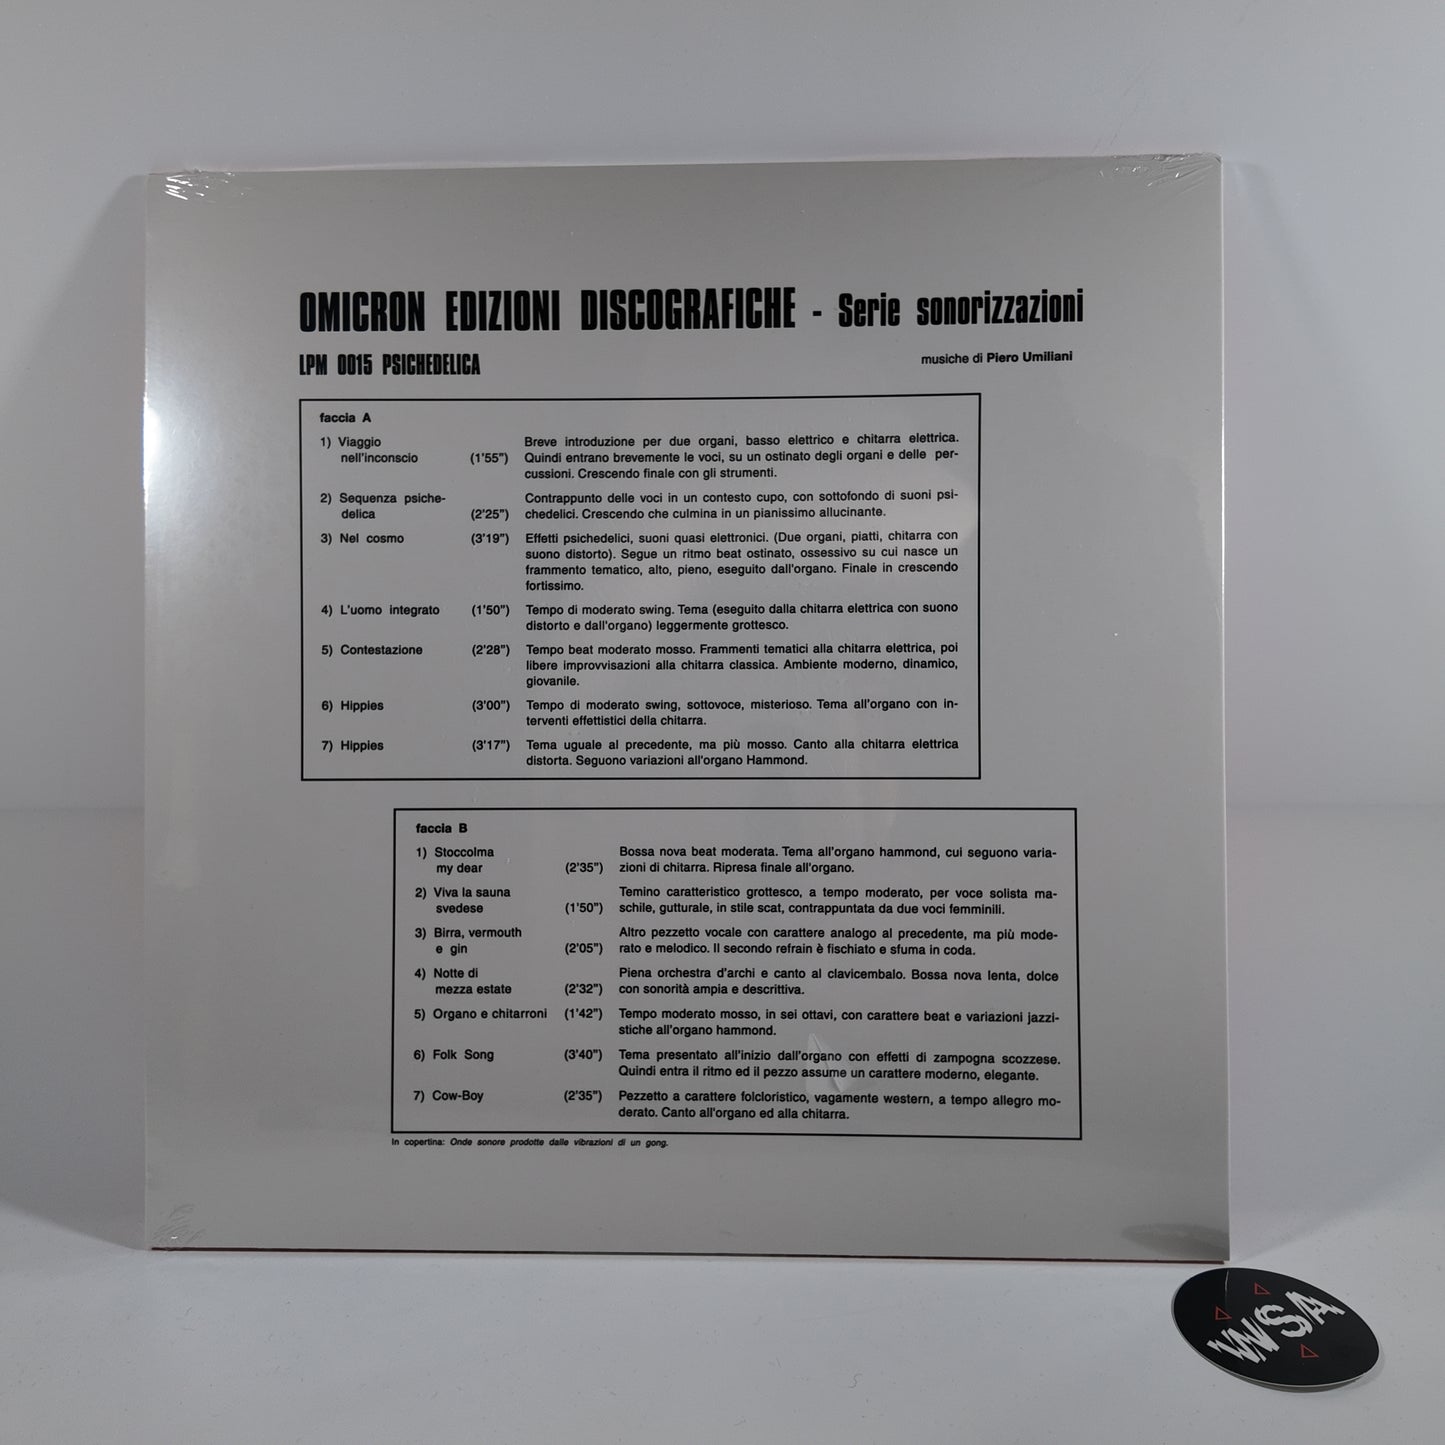 OMICRON EDIZIONI DISCOGRAFICHE - Serie sonorizzazioni
LPM 0015 PSICHEDELICA
musiche di Piero Umiliani
faccia A
1) Viaggio
nell'inconscio (1'55")
Breve introduzione per due organi, basso elettrico e chitarra elettrica.
Quindi entrano brevemente le voci, su un ostinato degli organi e delle per-
cussioni. Crescendo finale con gli strumenti.
2) Sequenza psiche-
delica (2'25")
Contrappunto delle voci in un contesto cupo, con sottofondo di suoni psi-
chedelici. Crescendo che culmina in un pianissimo allucinante.
3) Nel cosmo (3'19")
Effetti psichedelici, suoni quasi elettronici. (Due organi, piatti, chitarra con
suono distorto). Segue un ritmo beat ostinato, ossessivo su cui nasce un
frammento tematico, alto, pieno, eseguito dall'organo. Finale in crescendo
fortissimo.
4) L'uomo integrato (1'50")
Tempo di moderato swing. Tema (eseguito dalla chitarra elettrica con suono
distorto e dall'organo) leggermente grottesco.
5) Contestazione (2'28")
Tempo beat moderato mosso. Frammenti tematici alla chitarra elettrica, poi
libere improvvisazioni alla chitarra classica. Ambiente moderno, dinamico,
giovanile.
6) Hippies (3'00")
Tempo di moderato swing, sottovoce, misterioso. Tema all'organo con in-
terventi effettistici della chitarra.
7) Hippies (3'17")
Tema uguale al precedente, ma più mosso. Canto alla chitarra elettrica
distorta. Seguono variazioni all'organo Hammond.
faccia B
1) Stoccolma
my dear (2'35")
Bossa nova beat moderata. Tema all'organo hammond, cui seguono varia-
zioni di chitarra. Ripresa finale all'organo.
2) Viva la sauna
svedese (1'50")
Temino caratteristico grottesco, a tempo moderato, per voce solista ma-
schile, gutturale, in stile scat, contrappuntata da due voci femminili.
3) Birra, vermouth
e gin (2'05")
Altro pezzetto vocale con carattere analogo al precedente, ma più mode-
rato e melodico. Il secondo refrain è fischiato e sfuma in coda.
4) Notte di
mezza estate (2'32")
Piena orchestra d'archi e canto al clavicembalo. Bossa nova lenta, dolce
con sonorità ampia e descrittiva.
5) Organo e chitarroni (1'42")
Tempo moderato mosso, in sei ottavi, con carattere beat e variazioni jazzi-
stiche all'organo hammond.
6) Folk Song (3'40")
Tema presentato all'inizio dall'organo con effetti di zampogna scozzese.
Quindi entra il ritmo ed il pezzo assume un carattere moderno, elegante.
7) Cow-Boy (2'35")
Pezzetto a carattere folcloristico, vagamente western, a tempo allegro mo-
derato. Canto all'organo ed alla chitarra.
In copertina: Onde sonore prodotte dalle vibrazioni di un gong.
WSA